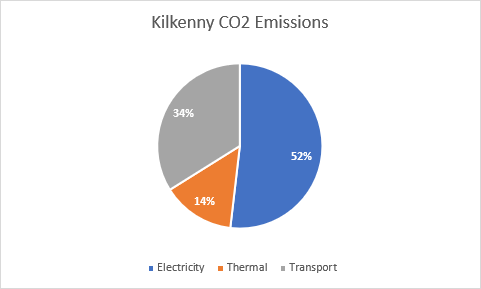 Kilkenny CO2 Emissions
34%
52%
14%
Electricity Thermal Transport